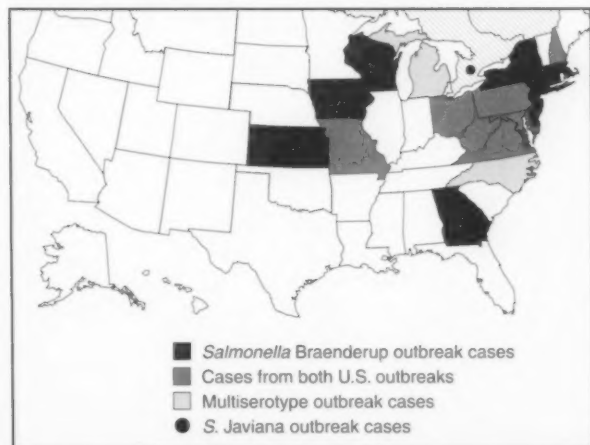 Salmonella Braenderup outbreak cases
Cases from both U.S. outbreaks
Multiserotype outbreak cases
S. Javiana outbreak cases